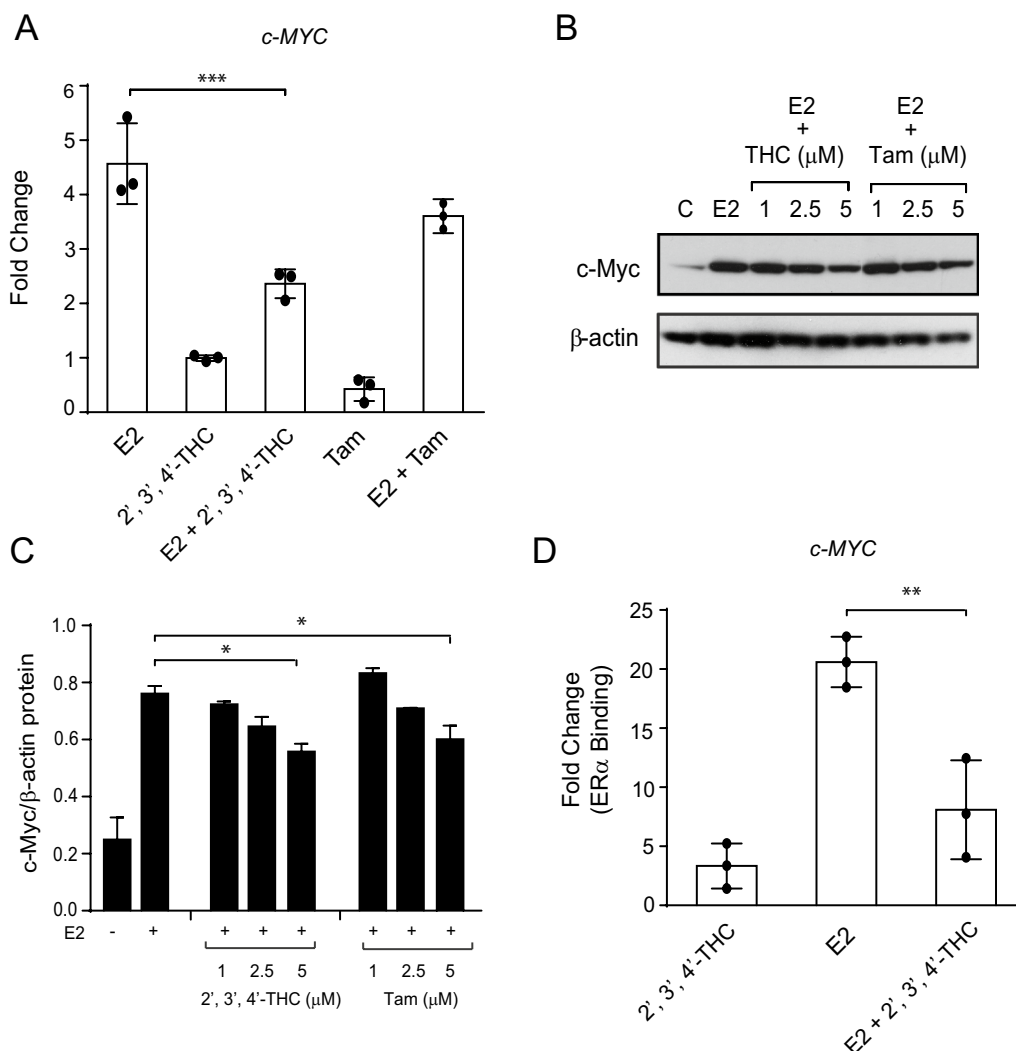 A
c-MYC
***
6
5
4
3
2
1
0
Fold Change
E2
2', 3', 4'-THC
E2 + 2', 3', 4'-THC
Tam
E2 + Tam
B
E2 E2
+ +
THC (μM) Tam (μM)
C E2 1 2.5 5 1 2.5 5
c-Myc
β-actin
C
*
*
1.0
0.8
0.6
0.4
0.2
0.0
c-Myc/β-actin protein
E2 - + + + + + + +
1 2.5 5 1 2.5 5
2', 3', 4'-THC (μM) Tam (μM)
D
c-MYC
**
25
20
15
10
5
0
Fold Change
(ERα Binding)
2', 3', 4'-THC
E2
E2 + 2', 3', 4'-THC